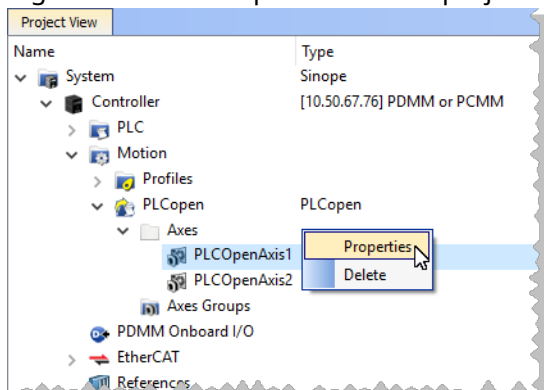 Project View
Name Type
System Sinope
Controller [10.50.67.76] PDMM or PCMM
PLC
Motion
Profiles
PLCopen PLCopen
Axes
PLCOpenAxis1 Properties
PLCOpenAxis2 Delete
Axes Groups
PDMM Onboard I/O
EtherCAT
References